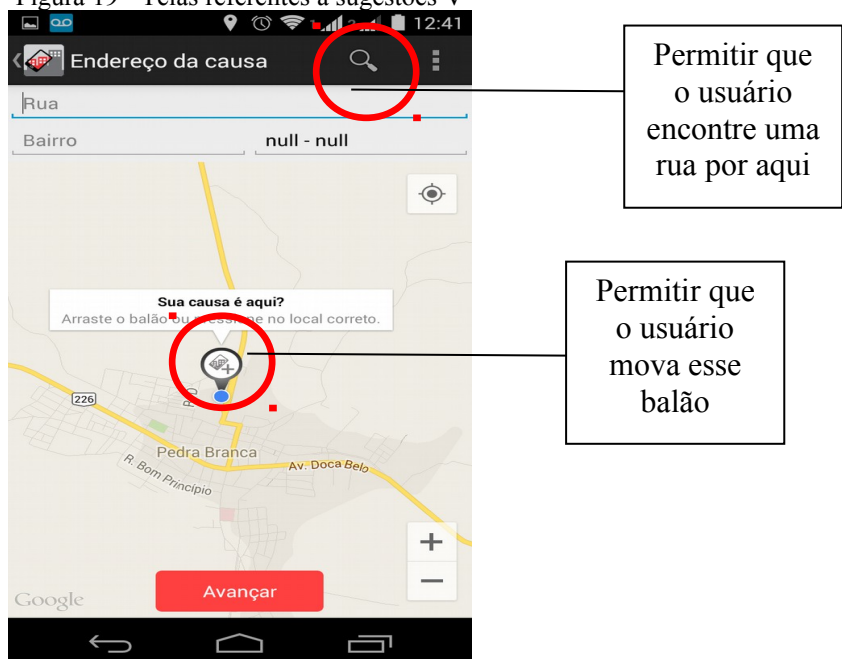 Figura 19 - Telas referentes a sugestões V
12:41
Endereço da causa
Rua
Bairro
null - null
Sua causa é aqui?
Arraste o balão ou pressione no local correto.
226
Pedra Branca
R. Bom Princípio
Av. Doca Belo
+
−
Google
Avançar
Permitir que
o usuário
encontre uma
rua por aqui
Permitir que
o usuário
mova esse
balão